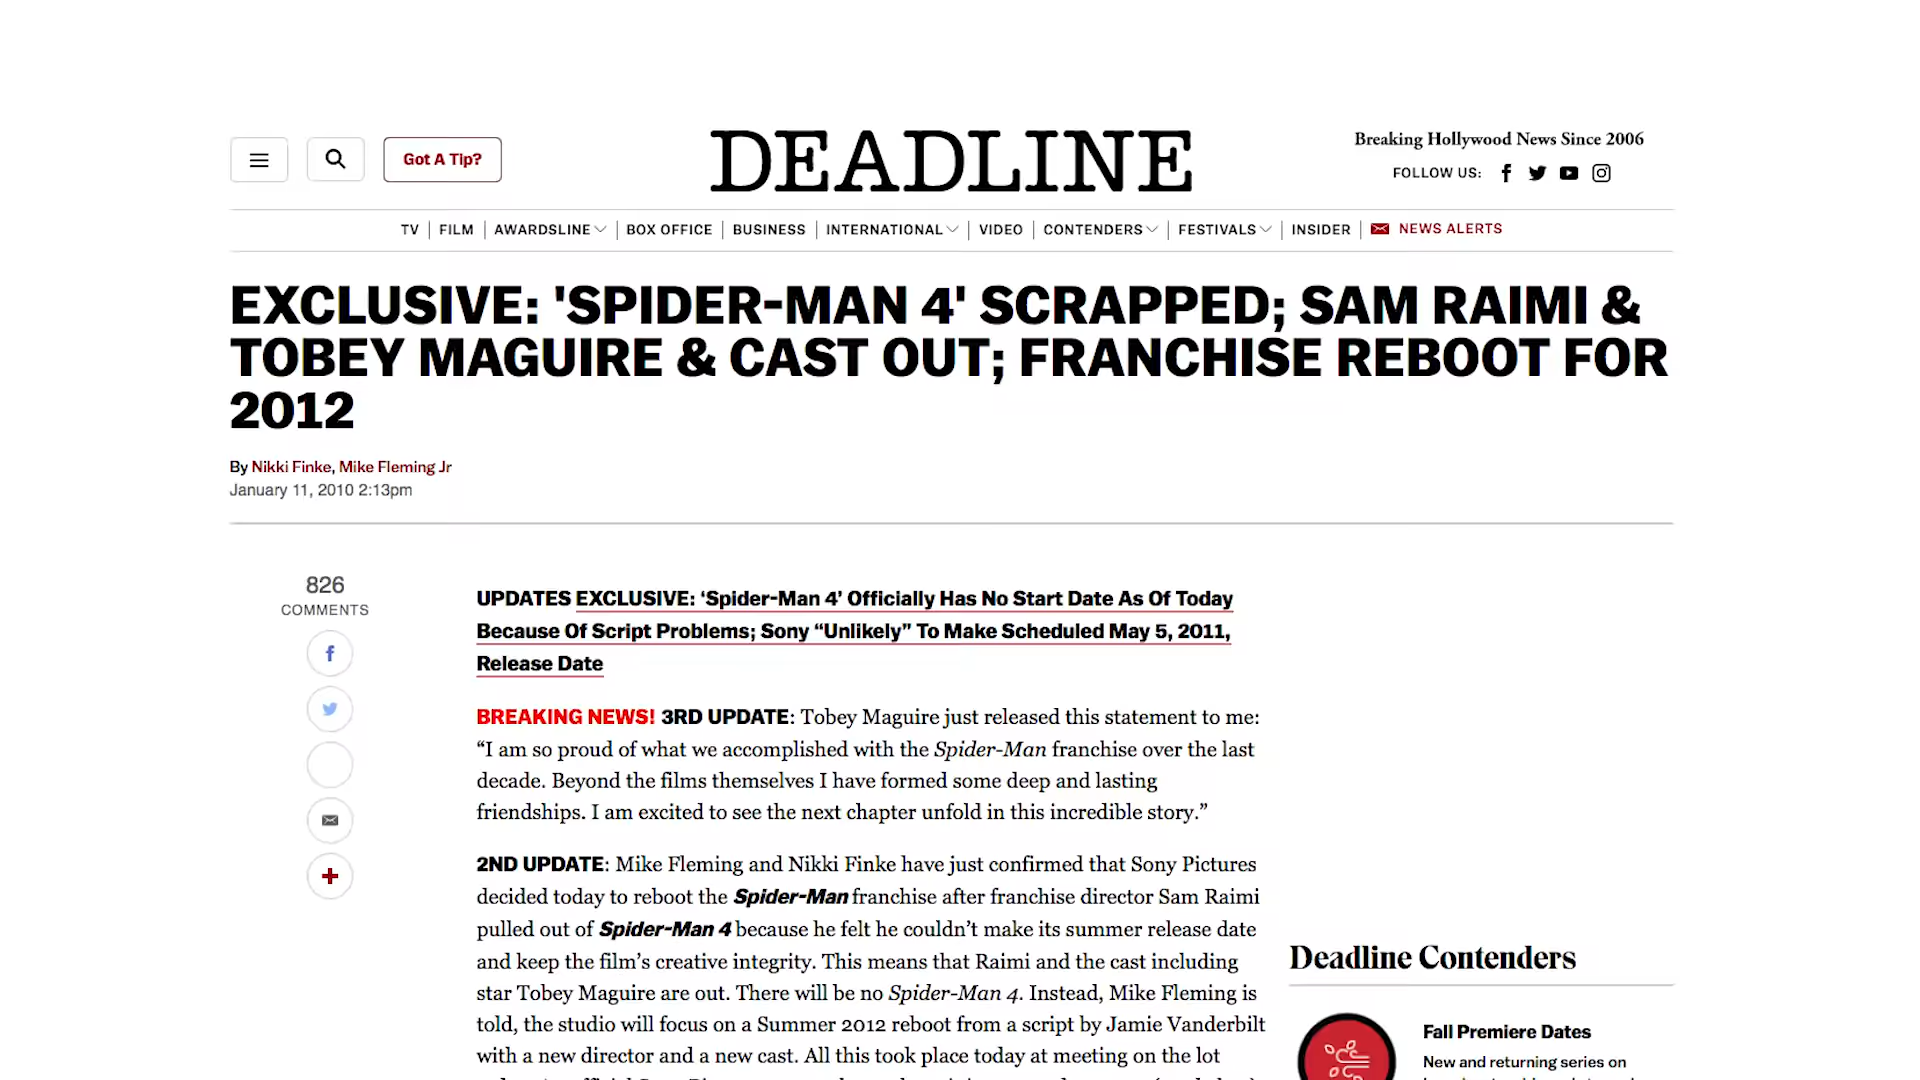 Got A Tip?
DEADLINE
Breaking Hollywood News Since 2006
FOLLOW US:
TV | FILM | AWARDSLINE | BOX OFFICE | BUSINESS | INTERNATIONAL | VIDEO | CONTENDERS | FESTIVALS | INSIDER | NEWS ALERTS
EXCLUSIVE: 'SPIDER-MAN 4' SCRAPPED; SAM RAIMI &
TOBEY MAGUIRE & CAST OUT; FRANCHISE REBOOT FOR
2012
By Nikki Finke, Mike Fleming Jr
January 11, 2010 2:13pm
826
COMMENTS
UPDATES EXCLUSIVE: ‘Spider-Man 4’ Officially Has No Start Date As Of Today
Because Of Script Problems; Sony “Unlikely” To Make Scheduled May 5, 2011,
Release Date
BREAKING NEWS! 3RD UPDATE: Tobey Maguire just released this statement to me:
“I am so proud of what we accomplished with the Spider-Man franchise over the last
decade. Beyond the films themselves I have formed some deep and lasting
friendships. I am excited to see the next chapter unfold in this incredible story.”
2ND UPDATE: Mike Fleming and Nikki Finke have just confirmed that Sony Pictures
decided today to reboot the Spider-Man franchise after franchise director Sam Raimi
pulled out of Spider-Man 4 because he felt he couldn’t make its summer release date
and keep the film’s creative integrity. This means that Raimi and the cast including
star Tobey Maguire are out. There will be no Spider-Man 4. Instead, Mike Fleming is
told, the studio will focus on a Summer 2012 reboot from a script by Jamie Vanderbilt
with a new director and a new cast. All this took place today at meeting on the lot
Deadline Contenders
Fall Premiere Dates
New and returning series on